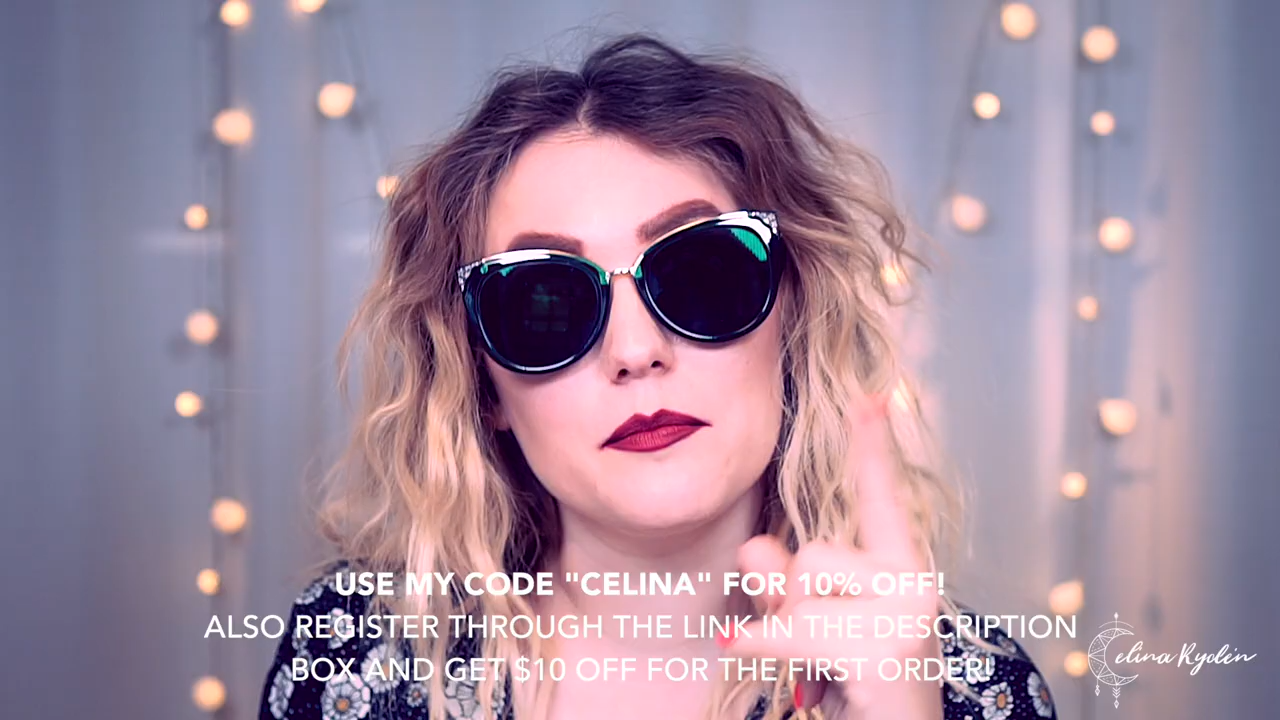 USE MY CODE "CELINA" FOR 10% OFF!
ALSO REGISTER THROUGH THE LINK IN THE DESCRIPTION
BOX AND GET $10 OFF FOR THE FIRST ORDER!
Celina Rydén